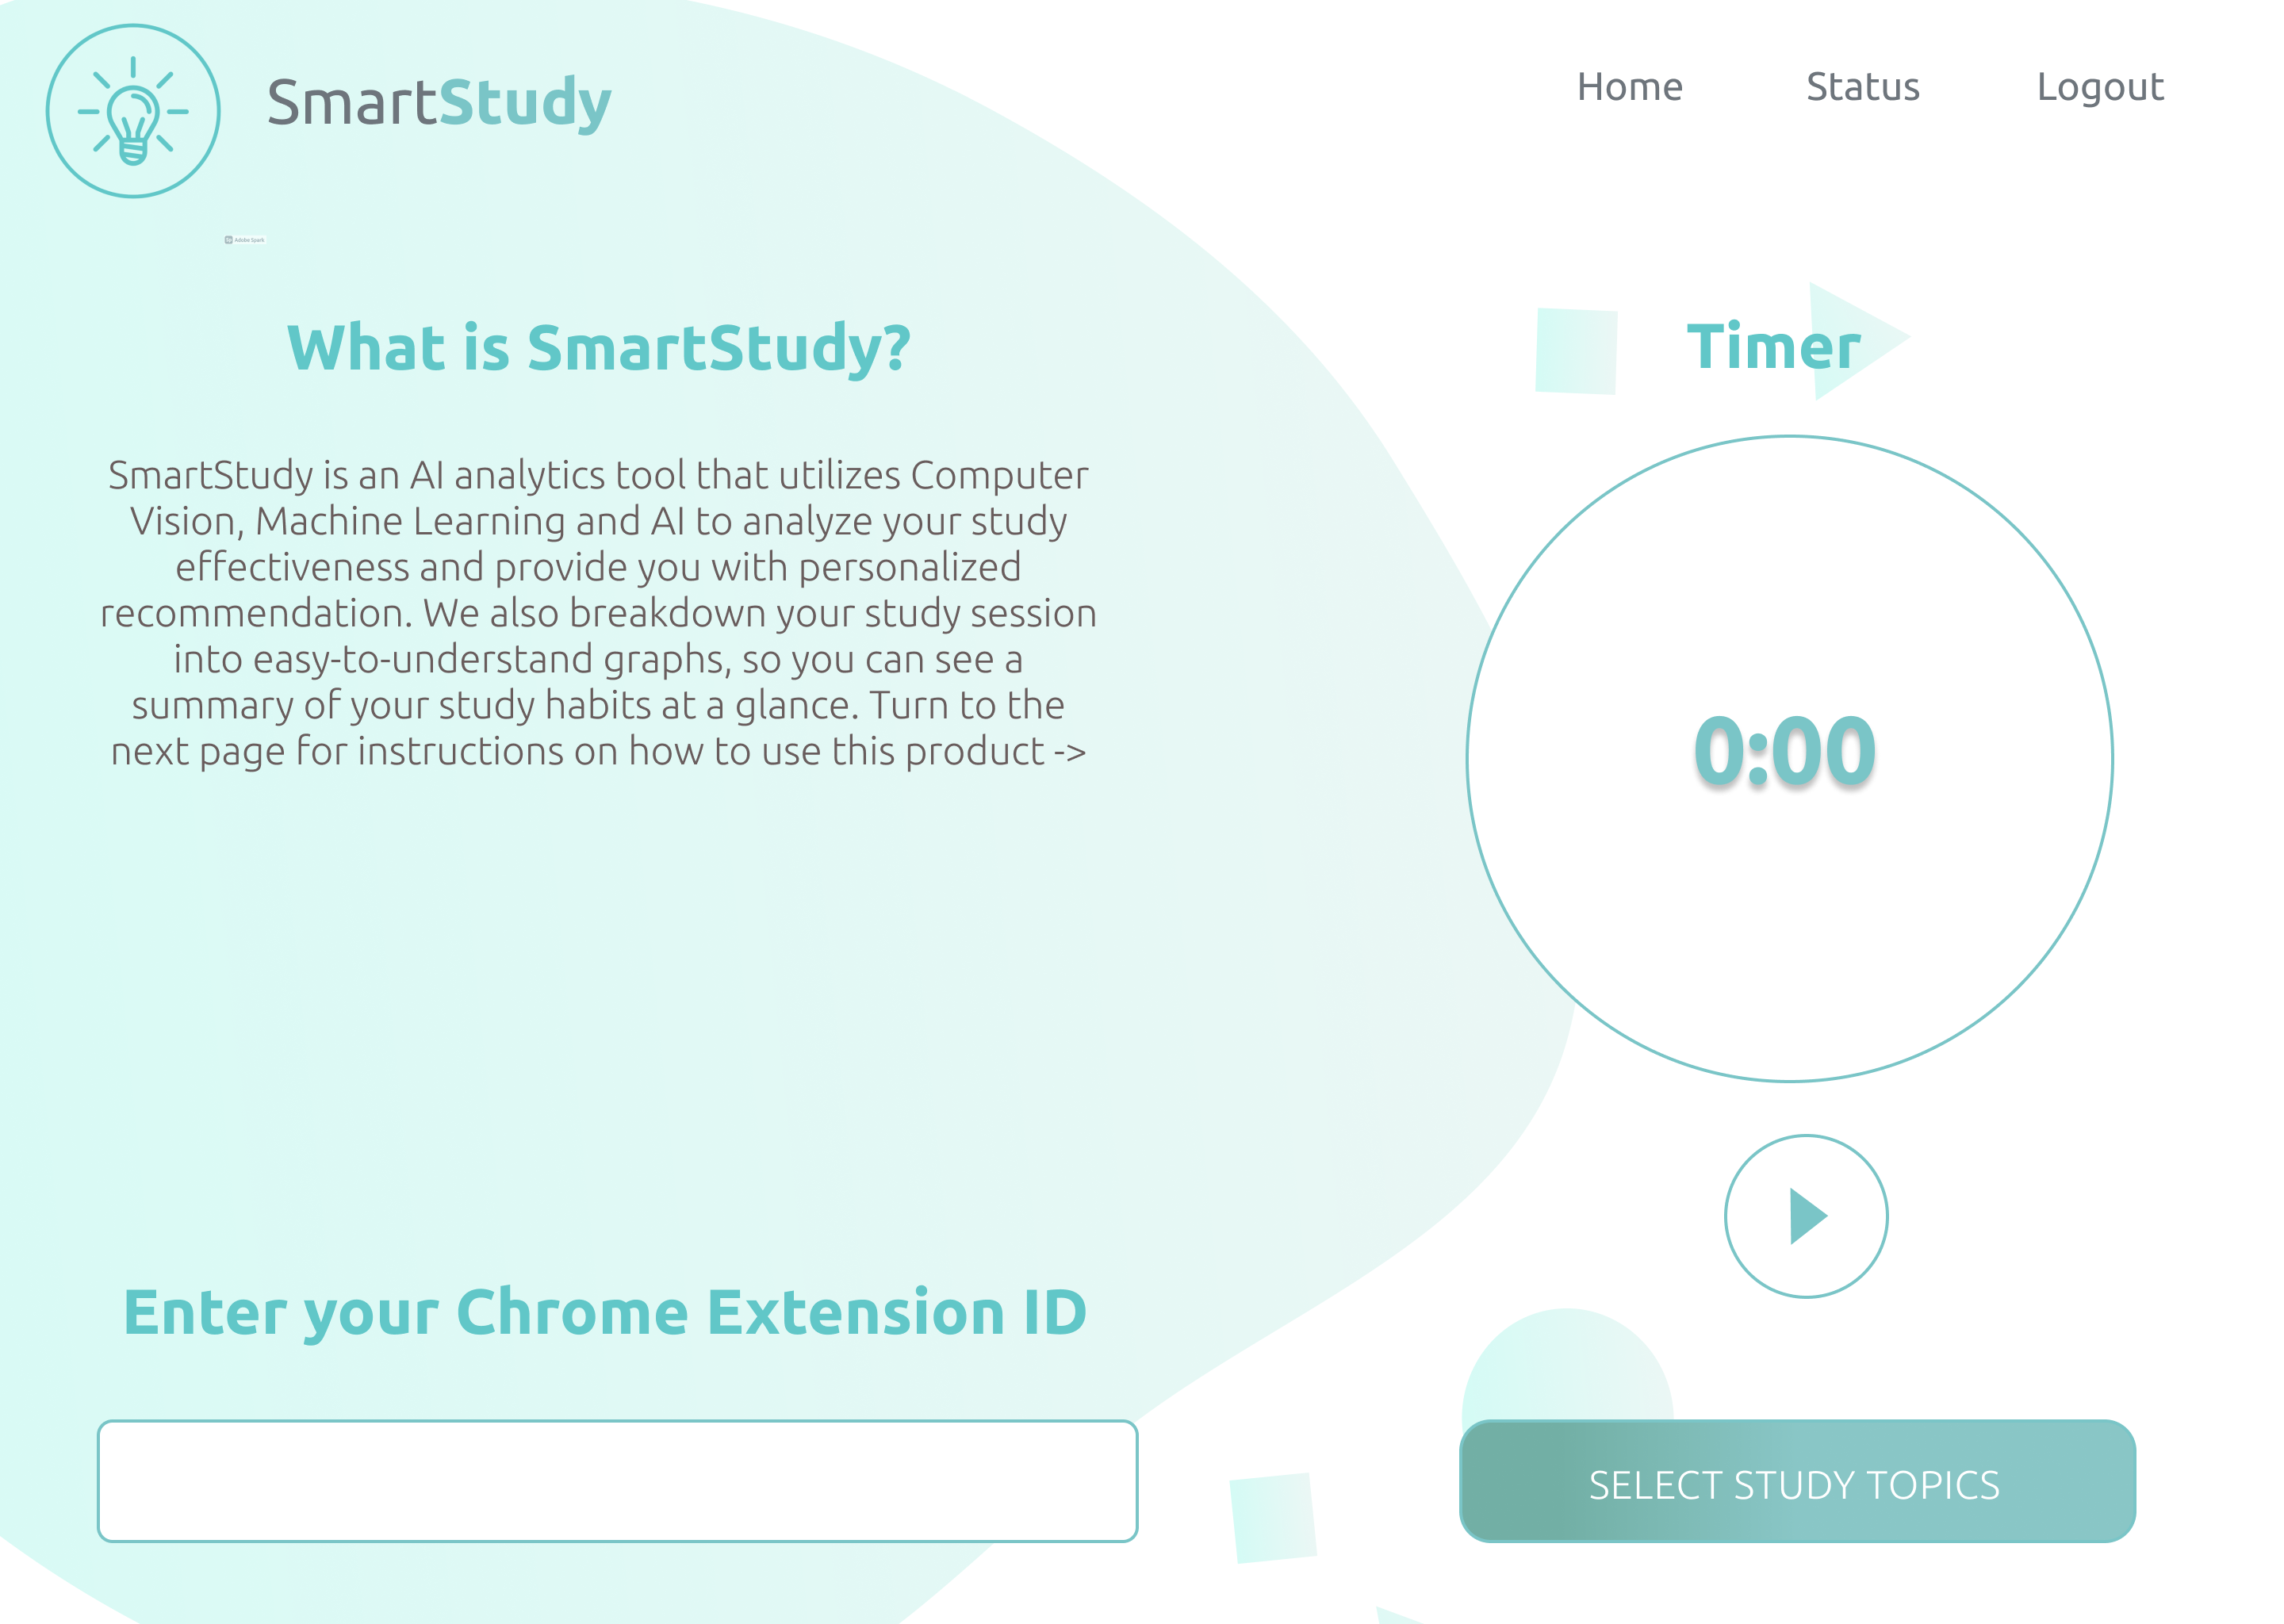 SmartStudy
Home
Status
Logout
Adobe Spark
What is SmartStudy?
SmartStudy is an AI analytics tool that utilizes Computer
Vision, Machine Learning and AI to analyze your study
effectiveness and provide you with personalized
recommendation. We also breakdown your study session
into easy-to-understand graphs, so you can see a
summary of your study habits at a glance. Turn to the
next page for instructions on how to use this product ->
Timer
0:00
Enter your Chrome Extension ID
SELECT STUDY TOPICS